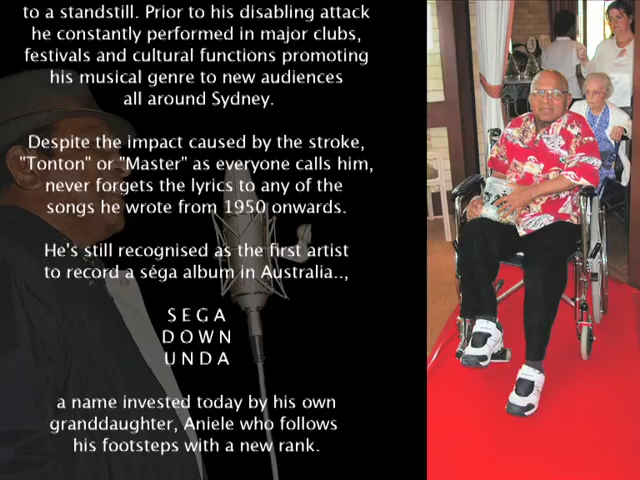 to a standstill. Prior to his disabling attack
he constantly performed in major clubs,
festivals and cultural functions promoting
his musical genre to new audiences
all around Sydney.
Despite the impact caused by the stroke,
"Tonton" or "Master" as everyone calls him,
never forgets the lyrics to any of the
songs he wrote from 1950 onwards.
He's still recognised as the first artist
to record a séga album in Australia..,
SEGA
DOWN
UNDA
a name invested today by his own
granddaughter, Aniele who follows
his footsteps with a new rank.